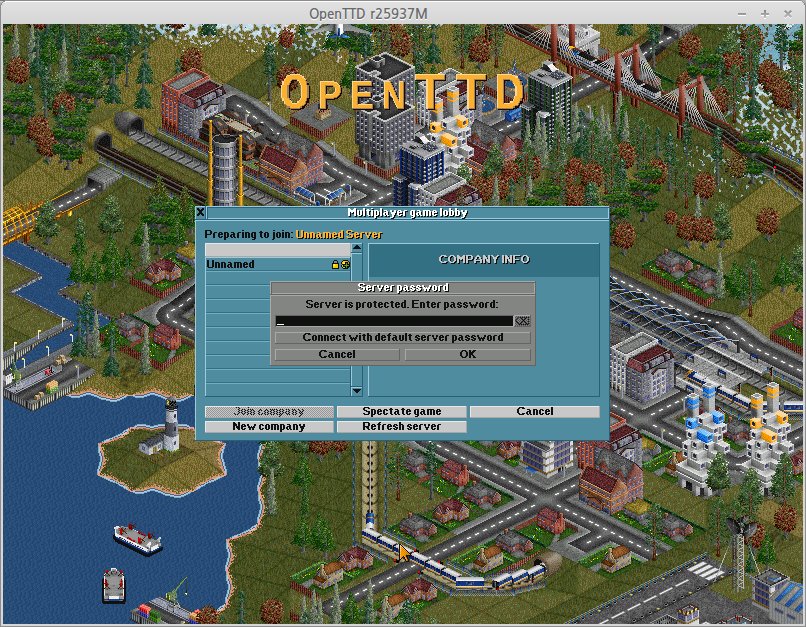 OpenTTD r25937M
OPENTTD
Multiplayer game lobby
Preparing to join: Unnamed Server
Unnamed
COMPANY INFO
Server password
Server is protected. Enter password:
Connect with default server password
Cancel OK
Join company Spectate game Cancel
New company Refresh server